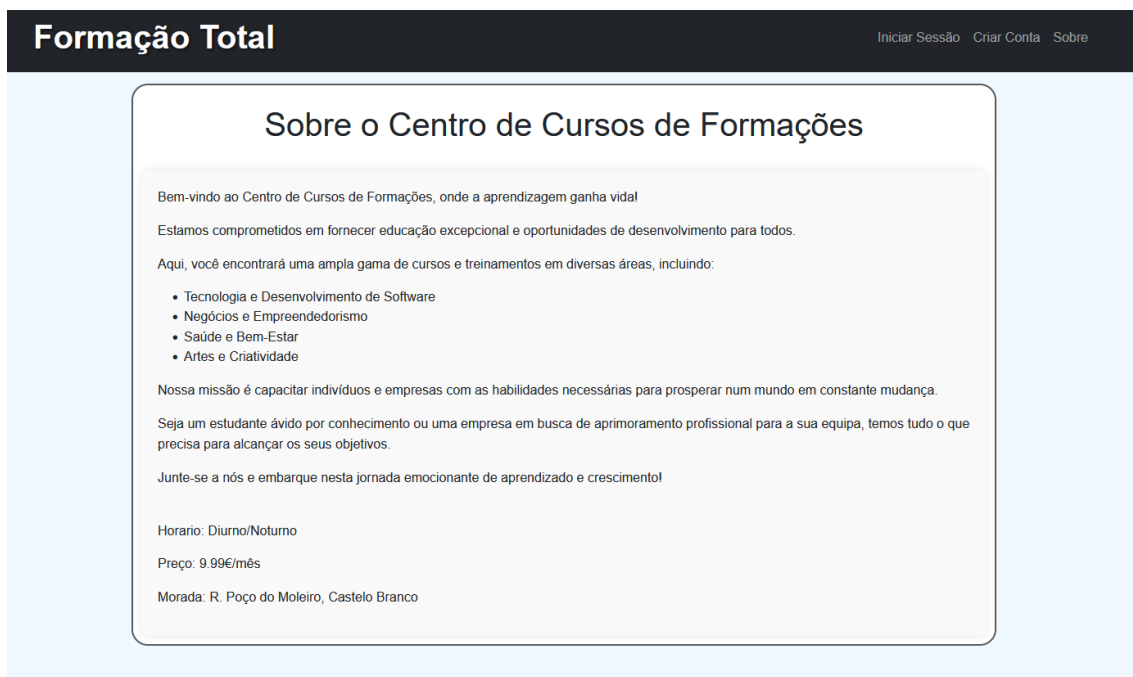 Formação Total
Iniciar Sessão Criar Conta Sobre
Sobre o Centro de Cursos de Formações
Bem-vindo ao Centro de Cursos de Formações, onde a aprendizagem ganha vida!
Estamos comprometidos em fornecer educação excepcional e oportunidades de desenvolvimento para todos.
Aqui, você encontrará uma ampla gama de cursos e treinamentos em diversas áreas, incluindo:
• Tecnologia e Desenvolvimento de Software
• Negócios e Empreendedorismo
• Saúde e Bem-Estar
• Artes e Criatividade
Nossa missão é capacitar indivíduos e empresas com as habilidades necessárias para prosperar num mundo em constante mudança.
Seja um estudante ávido por conhecimento ou uma empresa em busca de aprimoramento profissional para a sua equipa, temos tudo o que
precisa para alcançar os seus objetivos.
Junte-se a nós e embarque nesta jornada emocionante de aprendizado e crescimento!
Horario: Diurno/Noturno
Preço: 9.99€/mês
Morada: R. Poço do Moleiro, Castelo Branco